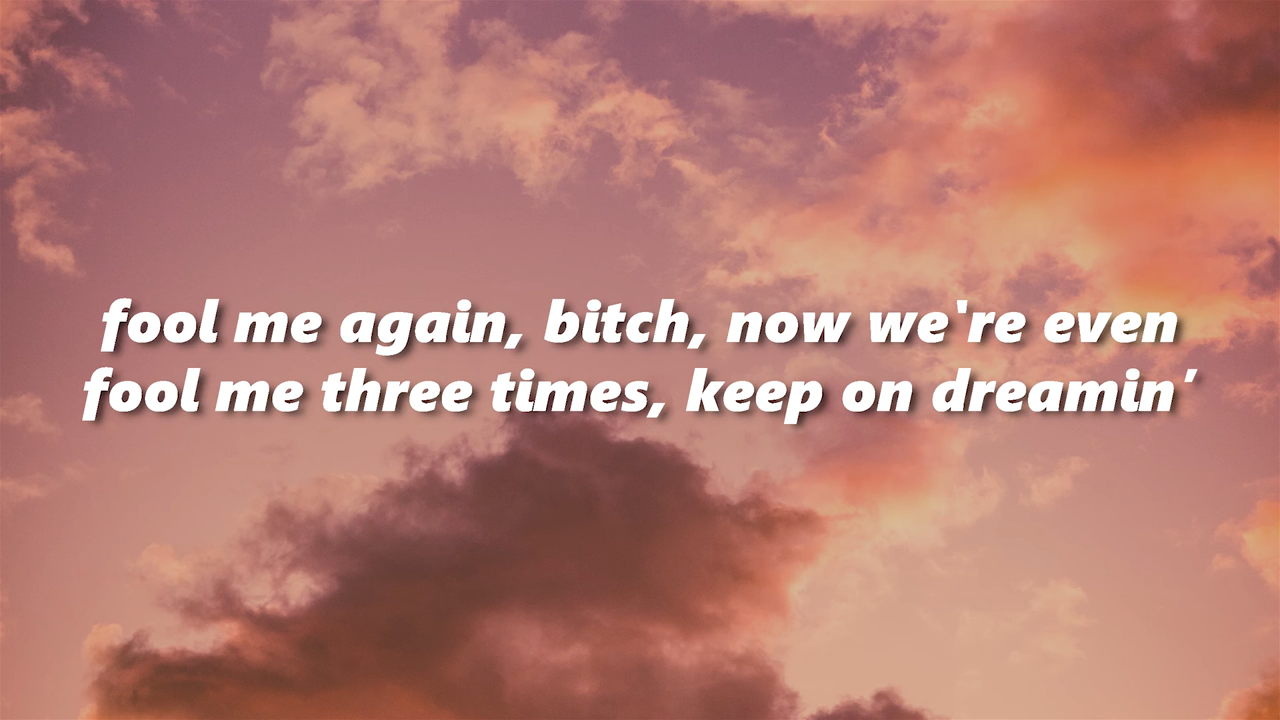 fool me again, bitch, now we're even
fool me three times, keep on dreamin'